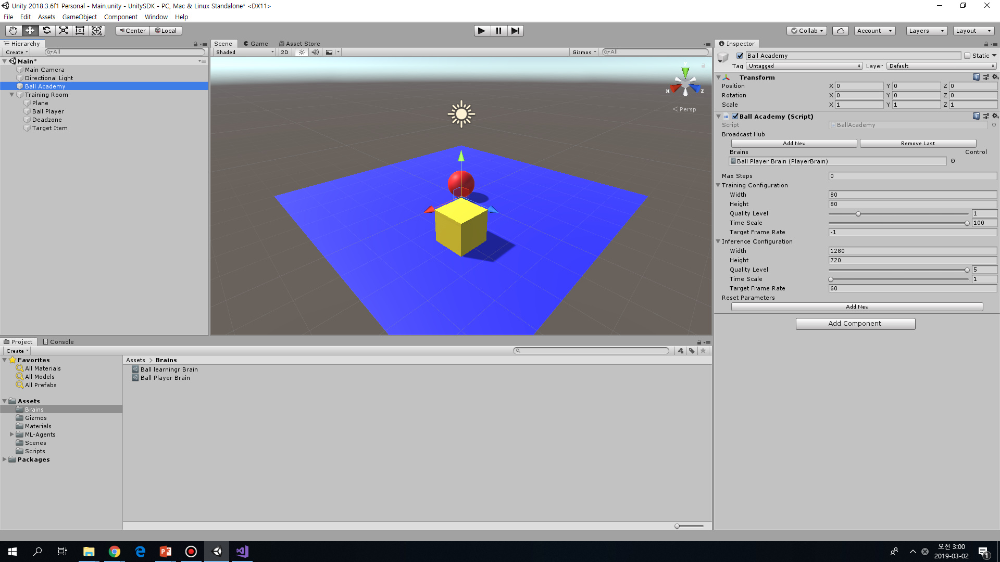 Unity 2018.3.6f1 Personal - Main.unity - UnitySDK - PC, Mac & Linux Standalone* <DX11>
File Edit Assets GameObject Component Window Help
Center Local Collab Account Layers Layout
Hierarchy
Create All
Main*
Main Camera
Directional Light
Ball Academy
Training Room
Plane
Ball Player
Deadzone
Target Item
Scene Game Asset Store
Shaded 2D Gizmos All
y
x
z
Persp
Inspector
Ball Academy Static
Tag Untagged Layer Default
Transform
Position X 0 Y 0 Z 0
Rotation X 0 Y 0 Z 0
Scale X 1 Y 1 Z 1
Ball Academy (Script)
Script BallAcademy
Broadcast Hub
Add New Remove Last
Brains Control
Ball Player Brain (PlayerBrain)
Max Steps 0
Training Configuration
Width 80
Height 80
Quality Level 1
Time Scale 100
Target Frame Rate -1
Inference Configuration
Width 1280
Height 720
Quality Level 5
Time Scale 1
Target Frame Rate 60
Reset Parameters
Add New
Add Component
Project Console
Create
Favorites
All Materials
All Models
All Prefabs
Assets
Brains
Gizmos
Materials
ML-Agents
Scenes
Scripts
Packages
Assets > Brains
Ball learningr Brain
Ball Player Brain
오전 3:00
2019-03-02
1